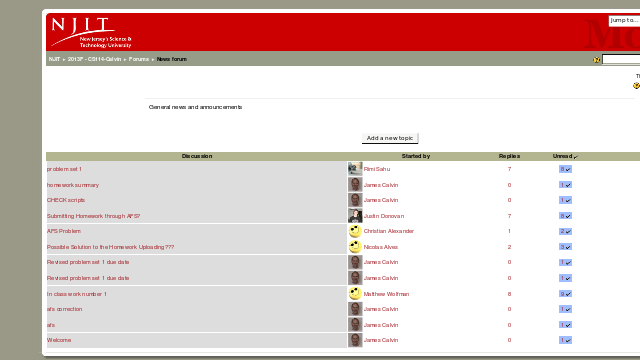 NJIT
New Jersey's Science &
Technology University
Jump to...
NJIT ► 2013F - CS114-Calvin ► Forums ► News forum
General news and announcements
Add a new topic
Discussion Started by Replies Unread
problem set 1 Rimi Sahu 7 8
homework summary James Calvin 0 1
CHECK scripts James Calvin 0 1
Submitting Homework through AFS? Justin Donovan 7 8
AFS Problem Christian Alexander 1 2
Possible Solution to the Homework Uploading??? Nicolas Alves 2 3
Revised problem set 1 due date James Calvin 0 1
Revised problem set 1 due date James Calvin 0 1
In class work number 1 Matthew Wolfman 8 9
afs correction James Calvin 0 1
afs James Calvin 0 1
Welcome James Calvin 0 1